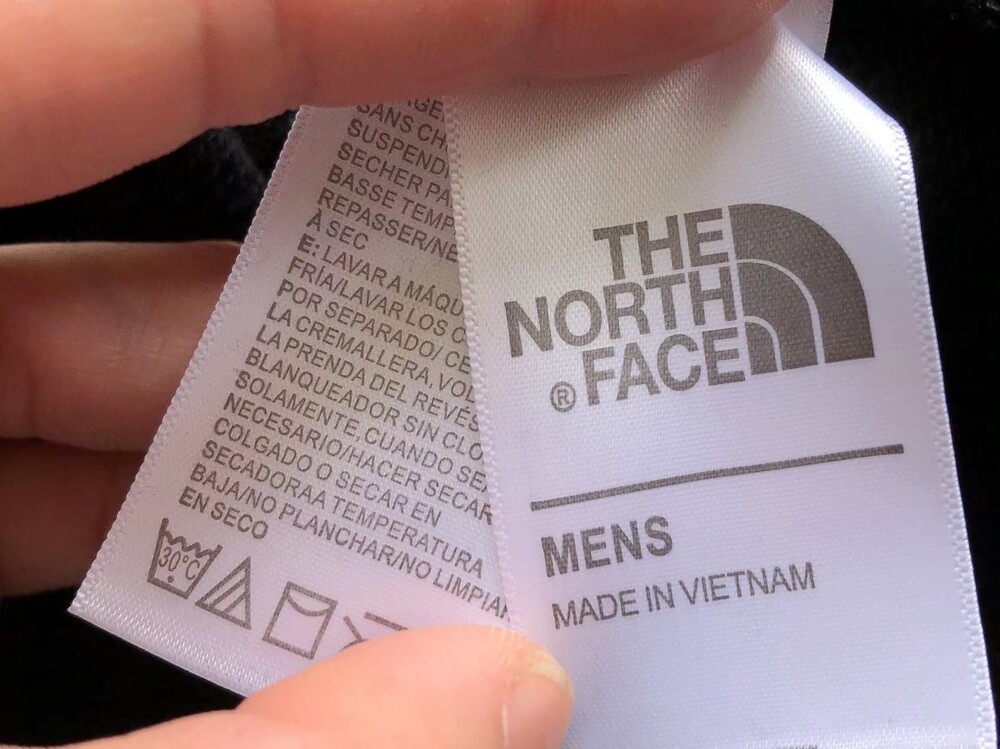 SANS CH
SUSPEND
SECHER PA
BASSE TEMP
REPASSER/NE
À SEC
E: LAVAR A MÁQU
FRÍA/LAVAR LOS C
POR SEPARADO/ CE
LA CREMALLERA, VOL
LA PRENDA DEL REVÉS
BLANQUEADOR SIN CLO
SOLAMENTE, CUANDO SE
NECESARIO/HACER SECAR
COLGADO O SECAR EN
SECADORAA TEMPERATURA
BAJA/NO PLANCHAR/NO LIMPIAR
EN SECO
30°C
THE
NORTH
® FACE
MENS
MADE IN VIETNAM